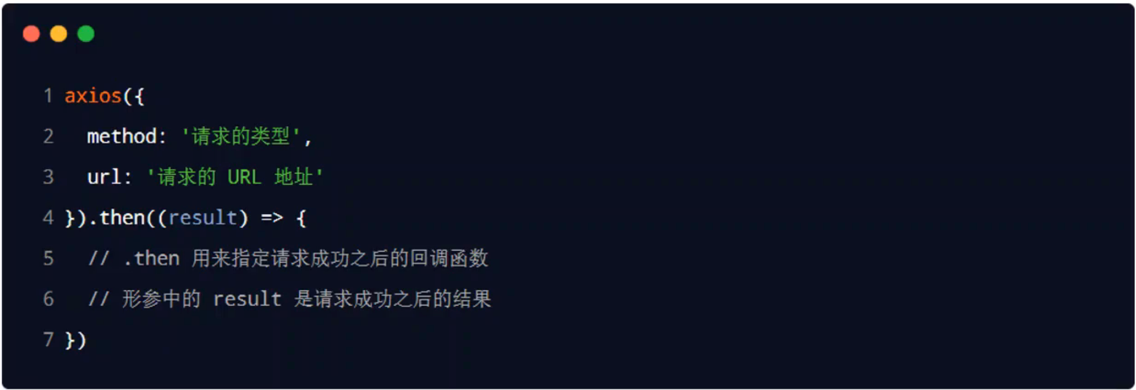 1 axios({
2   method: '请求的类型',
3   url: '请求的 URL 地址'
4 }).then((result) => {
5   // .then 用来指定请求成功之后的回调函数
6   // 形参中的 result 是请求成功之后的结果
7 })